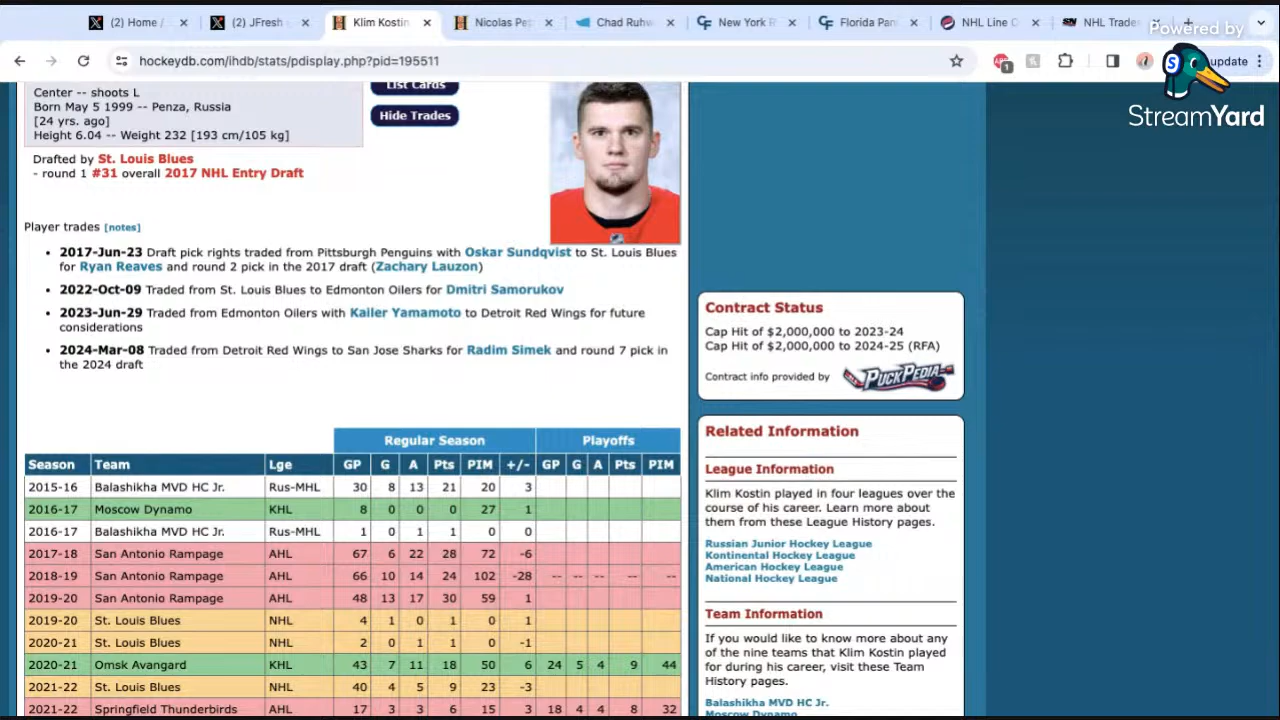 (2) Home /
(2) JFresh
Klim Kostin
Nicolas Pet
Chad Ruhw
New York R
Florida Pan
NHL Line C
NHL Trade
Powered by
StreamYard
hockeydb.com/ihdb/stats/pdisplay.php?pid=195511
1
update
Center -- shoots L
Born May 5 1999 -- Penza, Russia
[24 yrs. ago]
Height 6.04 -- Weight 232 [193 cm/105 kg]
List Cards
Hide Trades
Drafted by St. Louis Blues
- round 1 #31 overall 2017 NHL Entry Draft
Player trades [notes]
• 2017-Jun-23 Draft pick rights traded from Pittsburgh Penguins with Oskar Sundqvist to St. Louis Blues
for Ryan Reaves and round 2 pick in the 2017 draft (Zachary Lauzon)
• 2022-Oct-09 Traded from St. Louis Blues to Edmonton Oilers for Dmitri Samorukov
• 2023-Jun-29 Traded from Edmonton Oilers with Kailer Yamamoto to Detroit Red Wings for future
considerations
• 2024-Mar-08 Traded from Detroit Red Wings to San Jose Sharks for Radim Simek and round 7 pick in
the 2024 draft
Regular Season Playoffs
Season Team Lge GP G A Pts PIM +/- GP G A Pts PIM
2015-16 Balashikha MVD HC Jr. Rus-MHL 30 8 13 21 20 3
2016-17 Moscow Dynamo KHL 8 0 0 0 27 1
2016-17 Balashikha MVD HC Jr. Rus-MHL 1 0 1 1 0 0
2017-18 San Antonio Rampage AHL 67 6 22 28 72 -6
2018-19 San Antonio Rampage AHL 66 10 14 24 102 -28 -- -- -- -- --
2019-20 San Antonio Rampage AHL 48 13 17 30 59 1
2019-20 St. Louis Blues NHL 4 1 0 1 0 1
2020-21 St. Louis Blues NHL 2 0 1 1 0 -1
2020-21 Omsk Avangard KHL 43 7 11 18 50 6 24 5 4 9 44
2021-22 St. Louis Blues NHL 40 4 5 9 23 -3
2021-22 Springfield Thunderbirds AHL 17 3 3 6 15 3 18 4 4 8 32
Contract Status
Cap Hit of $2,000,000 to 2023-24
Cap Hit of $2,000,000 to 2024-25 (RFA)
Contract info provided by PUCKPEDIA
Related Information
League Information
Klim Kostin played in four leagues over the
course of his career. Learn more about
them from these League History pages.
Russian Junior Hockey League
Kontinental Hockey League
American Hockey League
National Hockey League
Team Information
If you would like to know more about any
of the nine teams that Klim Kostin played
for during his career, visit these Team
History pages.
Balashikha MVD HC Jr.
Moscow Dynamo